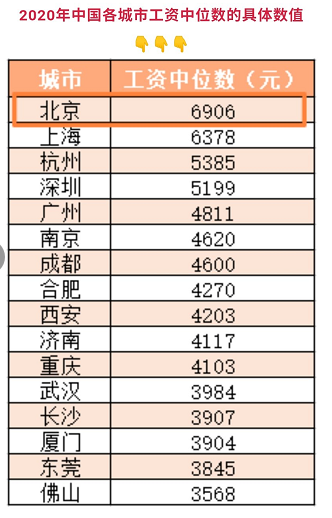 2020年中国各城市工资中位数的具体数值
👇👇👇
城市 工资中位数（元）
北京 6906
上海 6378
杭州 5385
深圳 5199
广州 4811
南京 4620
成都 4600
合肥 4270
西安 4203
济南 4117
重庆 4103
武汉 3984
长沙 3907
厦门 3904
东莞 3845
佛山 3568